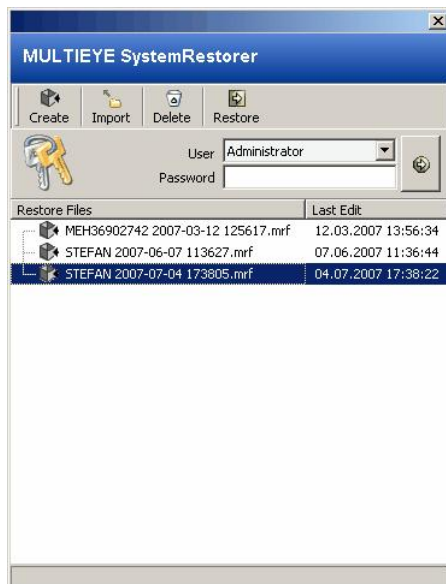 MULTIEYE SystemRestorer
Create Import Delete Restore
User Administrator
Password
Restore Files Last Edit
MEH36902742 2007-03-12 125617.mrf 12.03.2007 13:56:34
STEFAN 2007-06-07 113627.mrf 07.06.2007 11:36:44
STEFAN 2007-07-04 173805.mrf 04.07.2007 17:38:22